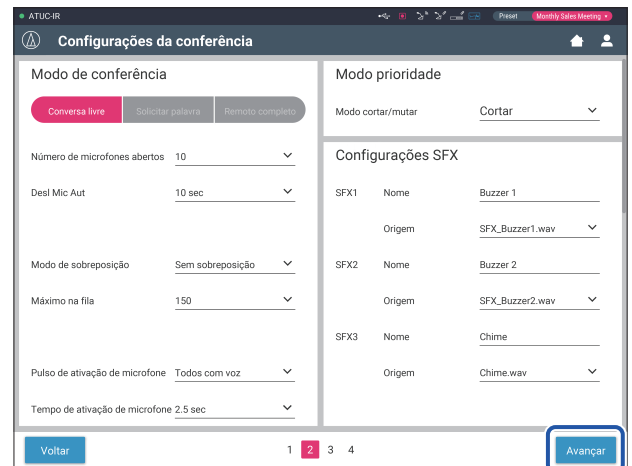 ATUC-IR
Preset Monthly Sales Meeting
Configurações da conferência
Modo de conferência
Conversa livre Solicitar palavra Remoto completo
Número de microfones abertos 10
Desl Mic Aut 10 sec
Modo de sobreposição Sem sobreposição
Máximo na fila 150
Pulso de ativação de microfone Todos com voz
Tempo de ativação de microfone 2.5 sec
Modo prioridade
Modo cortar/mutar Cortar
Configurações SFX
SFX1 Nome Buzzer 1
Origem SFX_Buzzer1.wav
SFX2 Nome Buzzer 2
Origem SFX_Buzzer2.wav
SFX3 Nome Chime
Origem Chime.wav
Voltar 1 2 3 4 Avançar